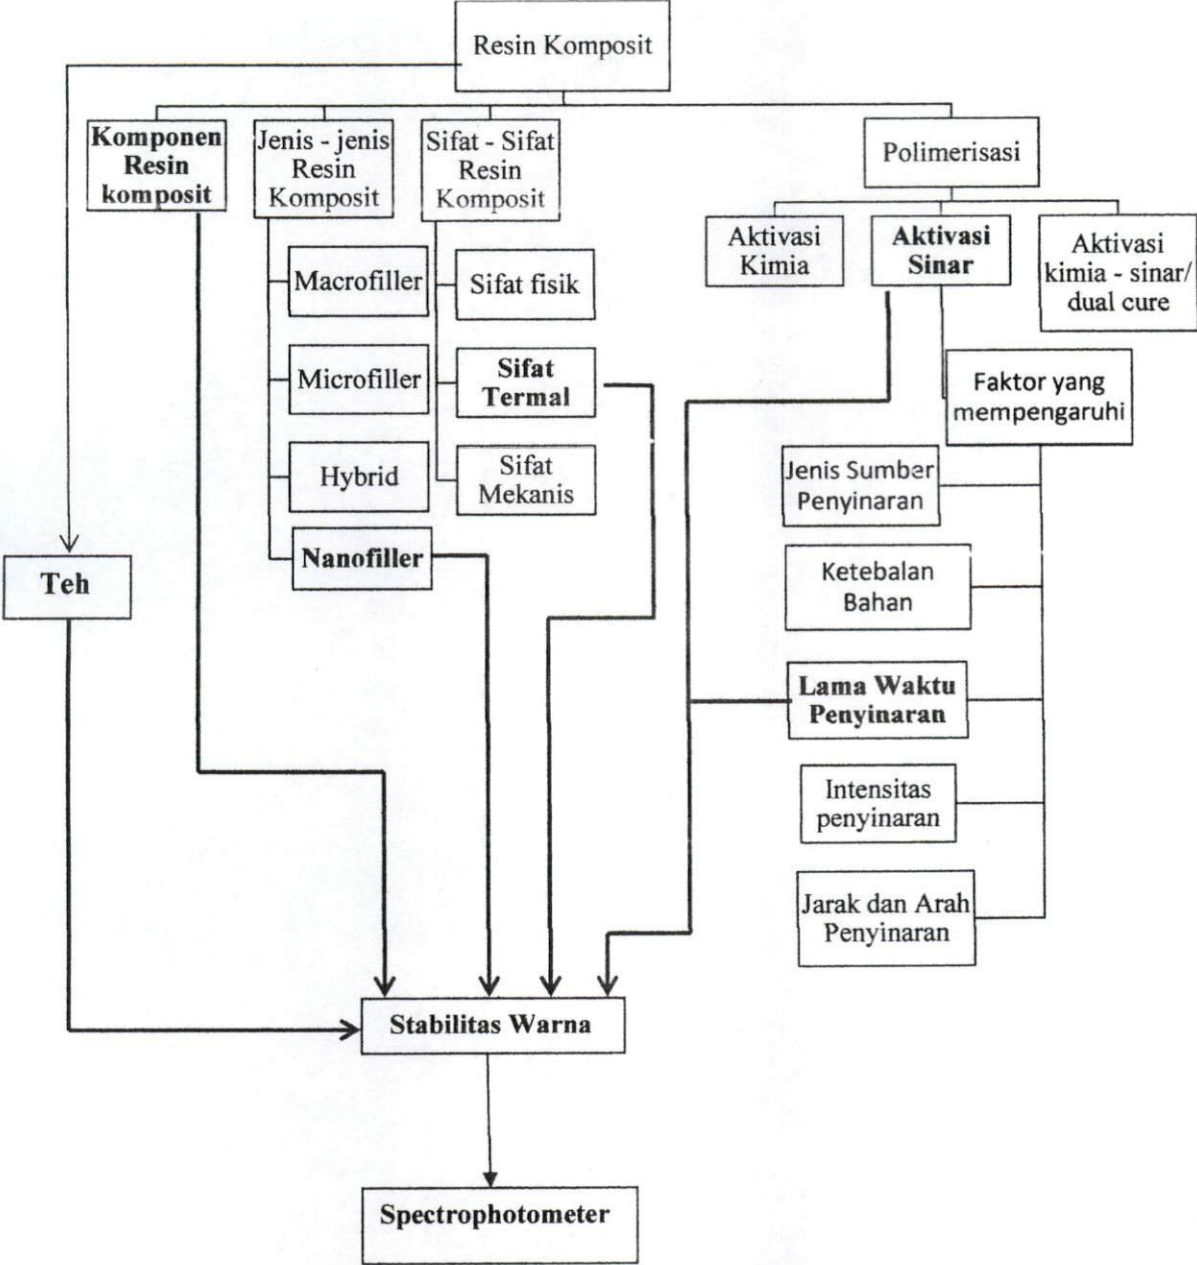 Resin Komposit
Komponen
Resin
komposit
Jenis - jenis
Resin
Komposit
Sifat - Sifat
Resin
Komposit
Polimerisasi
Aktivasi
Kimia
Aktivasi
Sinar
Aktivasi
kimia - sinar/
dual cure
Macrofiller
Sifat fisik
Microfiller
Sifat
Termal
Faktor yang
mempengaruhi
Hybrid
Sifat
Mekanis
Jenis Sumber
Penyinaran
Nanofiller
Teh
Ketebalan
Bahan
Lama Waktu
Penyinaran
Intensitas
penyinaran
Jarak dan Arah
Penyinaran
Stabilitas Warna
Spectrophotometer